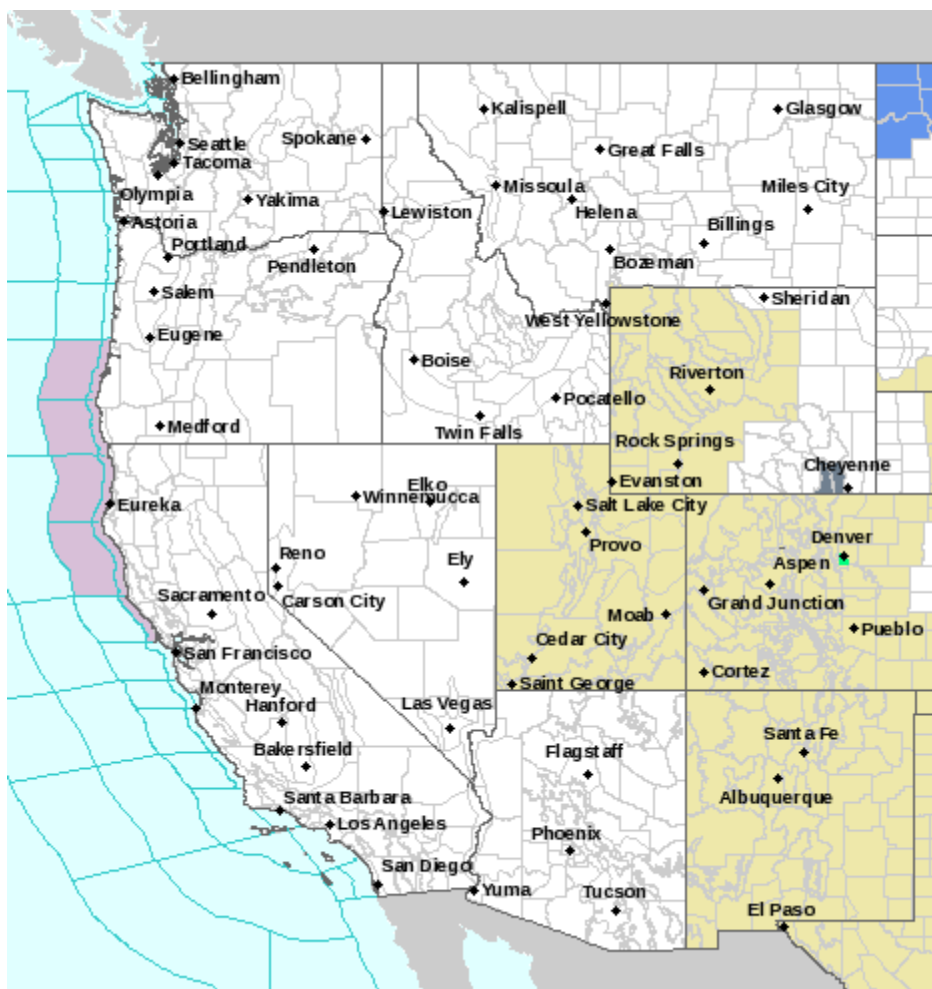 Bellingham
Kalispell
Glasgow
Seattle
Spokane
Great Falls
Tacoma
Olympia
Missoula
Miles City
Yakima
Lewiston
Helena
Astoria
Billings
Portland
Pendleton
Bozeman
Salem
Sheridan
West Yellowstone
Eugene
Boise
Riverton
Pocatello
Medford
Twin Falls
Rock Springs
Cheyenne
Elko
Evanston
Winnemucca
Eureka
Salt Lake City
Provo
Denver
Reno
Ely
Aspen
Sacramento
Carson City
Grand Junction
Moab
Pueblo
Cedar City
San Francisco
Cortez
Saint George
Monterey
Hanford
Las Vegas
Santa Fe
Bakersfield
Flagstaff
Albuquerque
Santa Barbara
Los Angeles
Phoenix
San Diego
Yuma
Tucson
El Paso